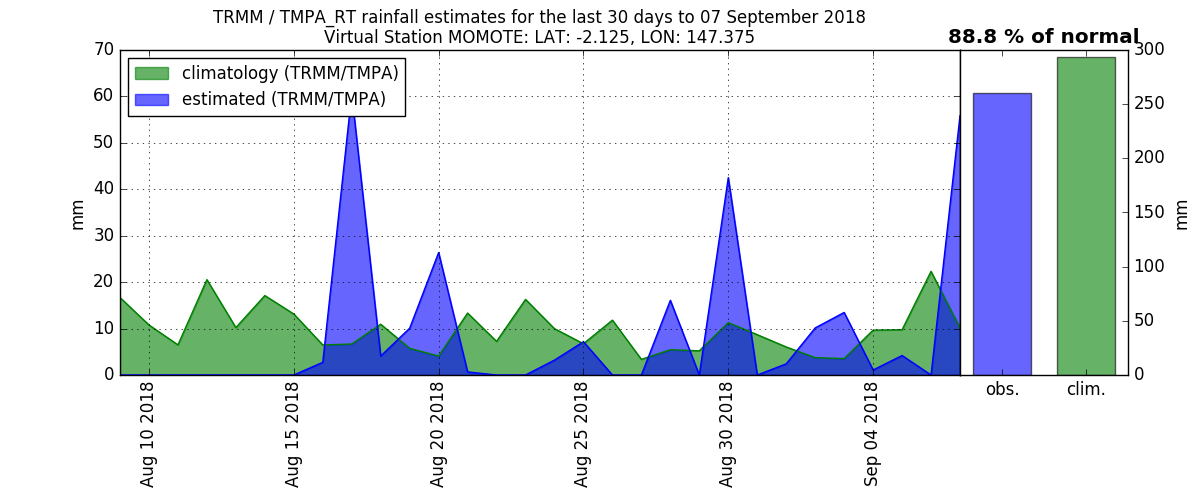 TRMM / TMPA_RT rainfall estimates for the last 30 days to 07 September 2018
Virtual Station MOMOTE: LAT: -2.125, LON: 147.375
88.8 % of normal
climatology (TRMM/TMPA)
estimated (TRMM/TMPA)
70
60
50
40
30
20
10
0
mm
Aug 10 2018
Aug 15 2018
Aug 20 2018
Aug 25 2018
Aug 30 2018
Sep 04 2018
obs.
clim.
300
250
200
150
100
50
0
mm